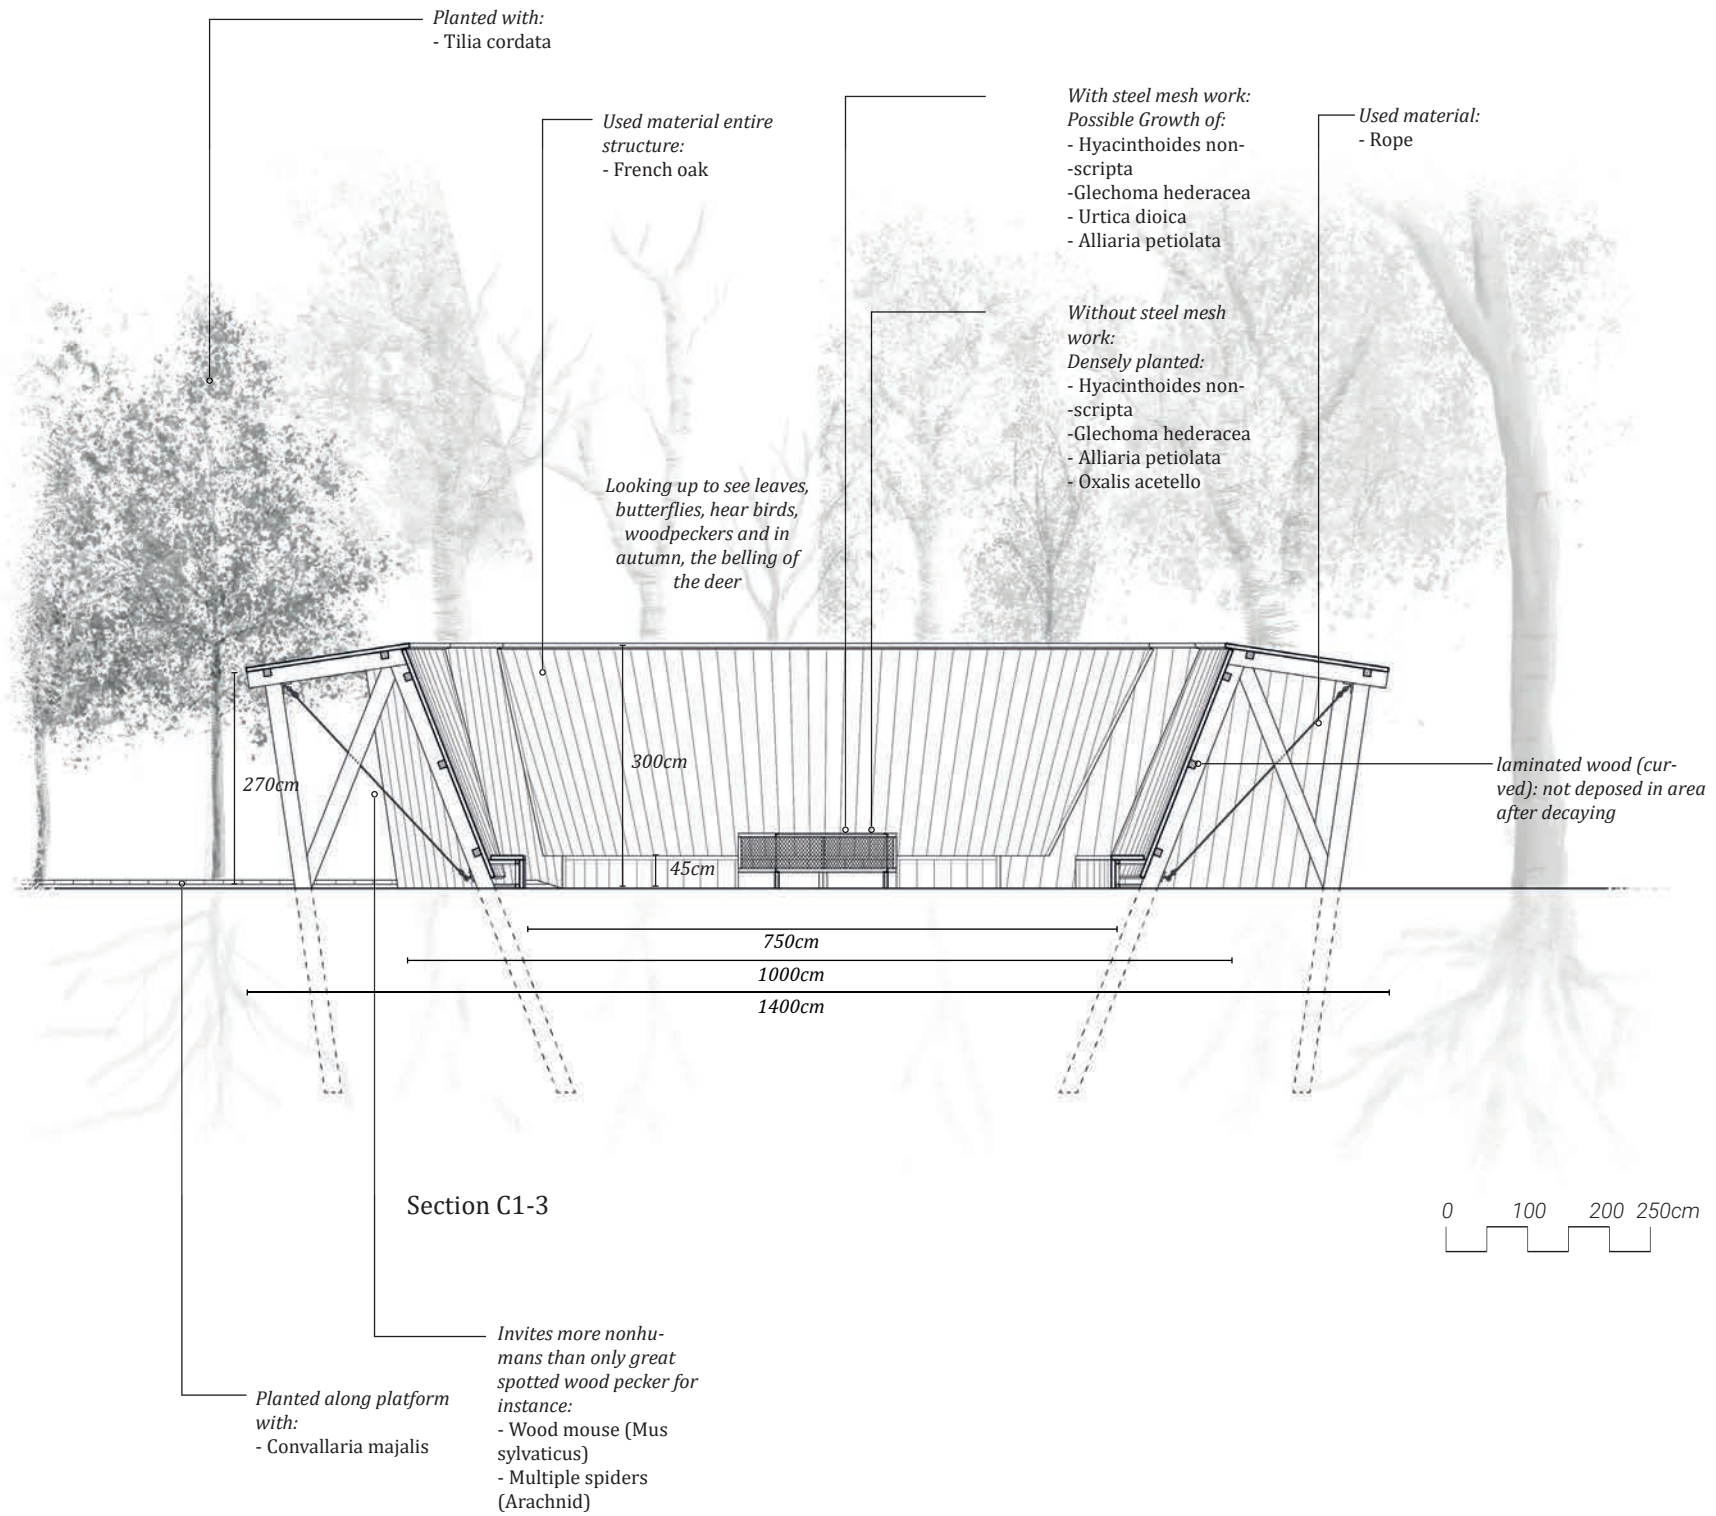 Planted with:
- Tilia cordata
Used material entire
structure:
- French oak
With steel mesh work:
Possible Growth of:
- Hyacinthoides non-
-scripta
-Glechoma hederacea
- Urtica dioica
- Alliaria petiolata
Used material:
- Rope
Without steel mesh
work:
Densely planted:
- Hyacinthoides non-
-scripta
-Glechoma hederacea
- Alliaria petiolata
- Oxalis acetello
Looking up to see leaves,
butterflies, hear birds,
woodpeckers and in
autumn, the belling of
the deer
270cm
300cm
45cm
laminated wood (cur-
ved): not deposed in area
after decaying
750cm
1000cm
1400cm
Section C1-3
0 100 200 250cm
Invites more nonhu-
mans than only great
spotted wood pecker for
instance:
- Wood mouse (Mus
sylvaticus)
- Multiple spiders
(Arachnid)
Planted along platform
with:
- Convallaria majalis